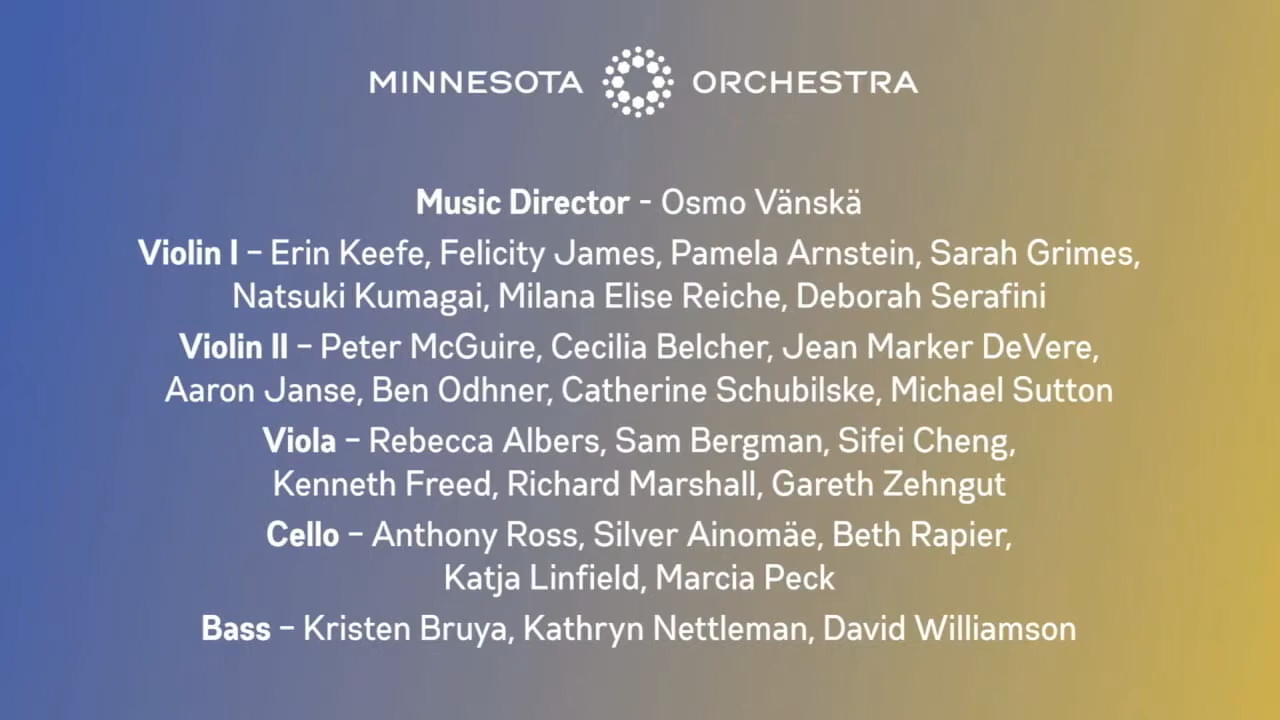 MINNESOTA ORCHESTRA
Music Director - Osmo Vänskä
Violin I – Erin Keefe, Felicity James, Pamela Arnstein, Sarah Grimes,
Natsuki Kumagai, Milana Elise Reiche, Deborah Serafini
Violin II – Peter McGuire, Cecilia Belcher, Jean Marker DeVere,
Aaron Janse, Ben Odhner, Catherine Schubilske, Michael Sutton
Viola – Rebecca Albers, Sam Bergman, Sifei Cheng,
Kenneth Freed, Richard Marshall, Gareth Zehngut
Cello – Anthony Ross, Silver Ainomäe, Beth Rapier,
Katja Linfield, Marcia Peck
Bass – Kristen Bruya, Kathryn Nettleman, David Williamson